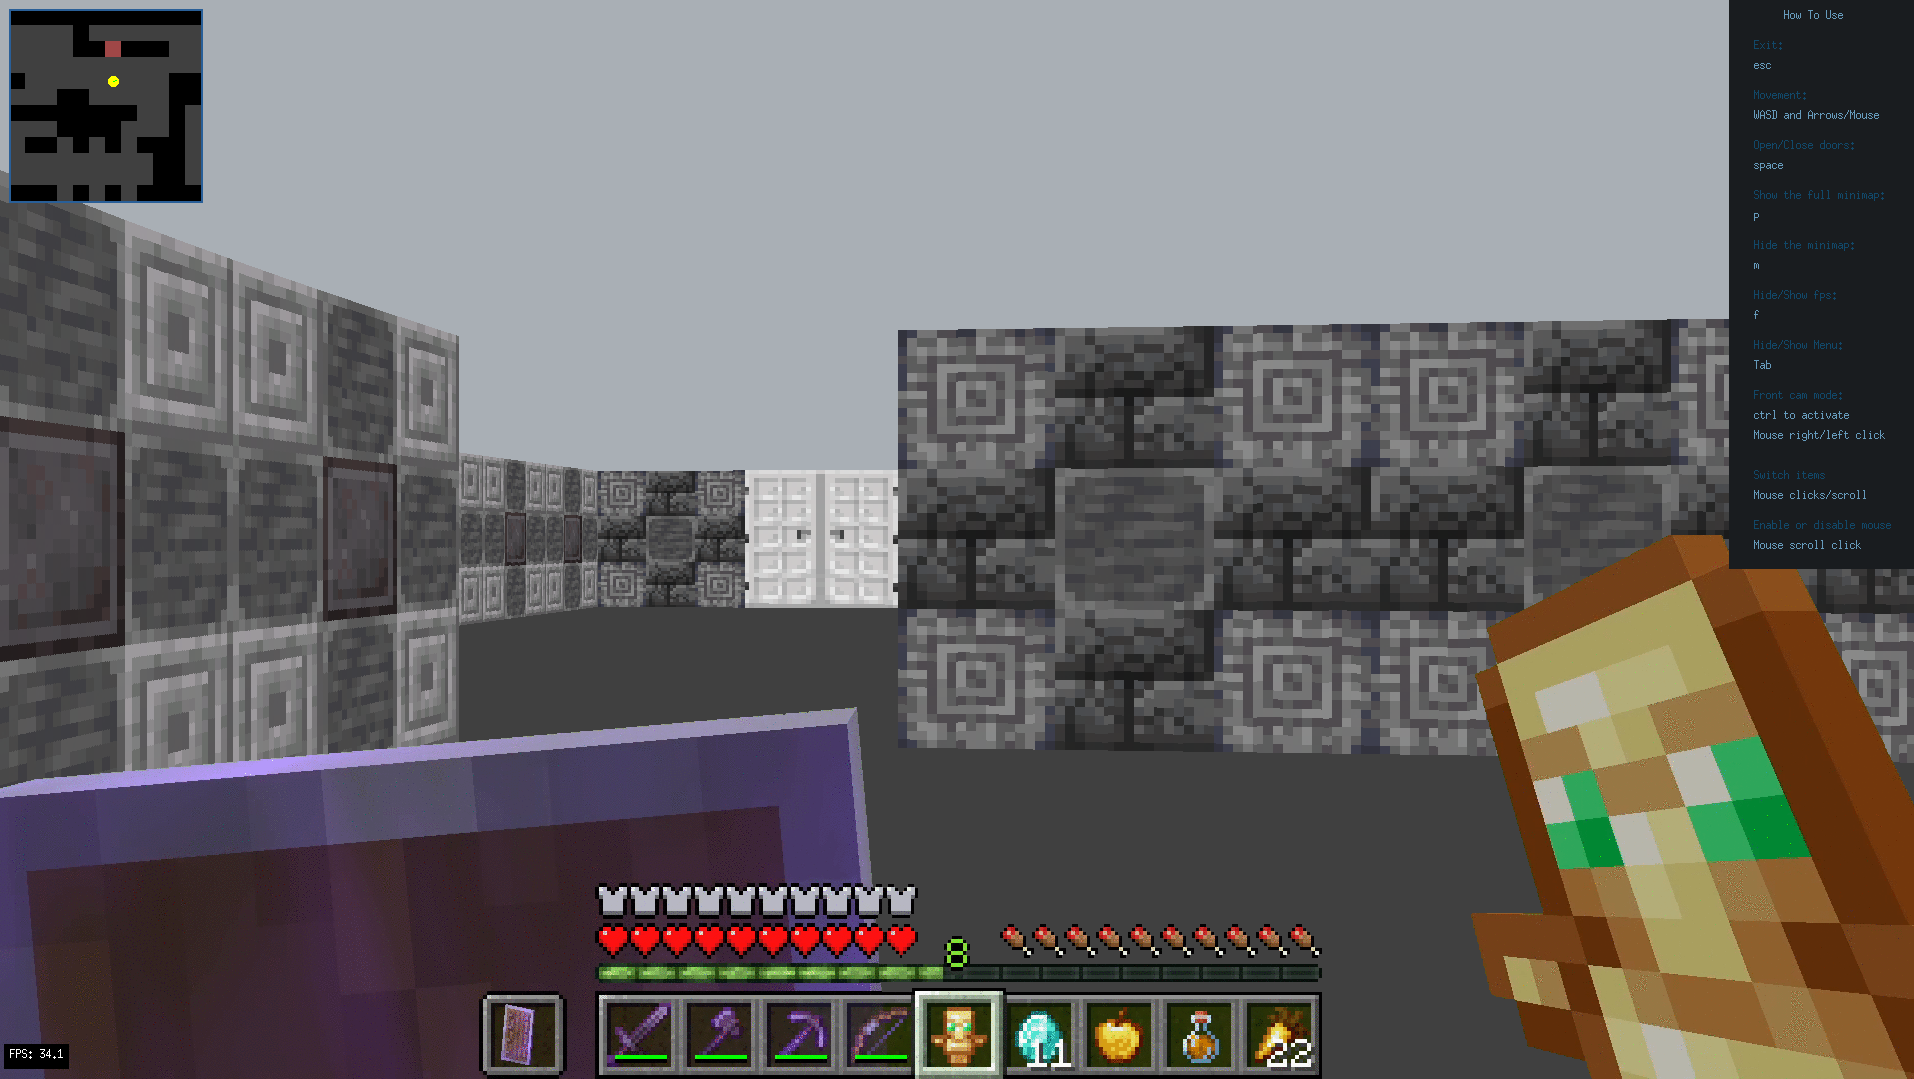 How To Use
Exit:
esc
Movement:
WASD and Arrows/Mouse
Open/Close doors:
space
Show the full minimap:
p
Hide the minimap:
m
Hide/Show fps:
f
Hide/Show Menu:
Tab
Front cam mode:
ctrl to activate
Mouse right/left click
Switch items
Mouse clicks/scroll
Enable or disable mouse
Mouse scroll click
8
11
22
FPS: 34.1